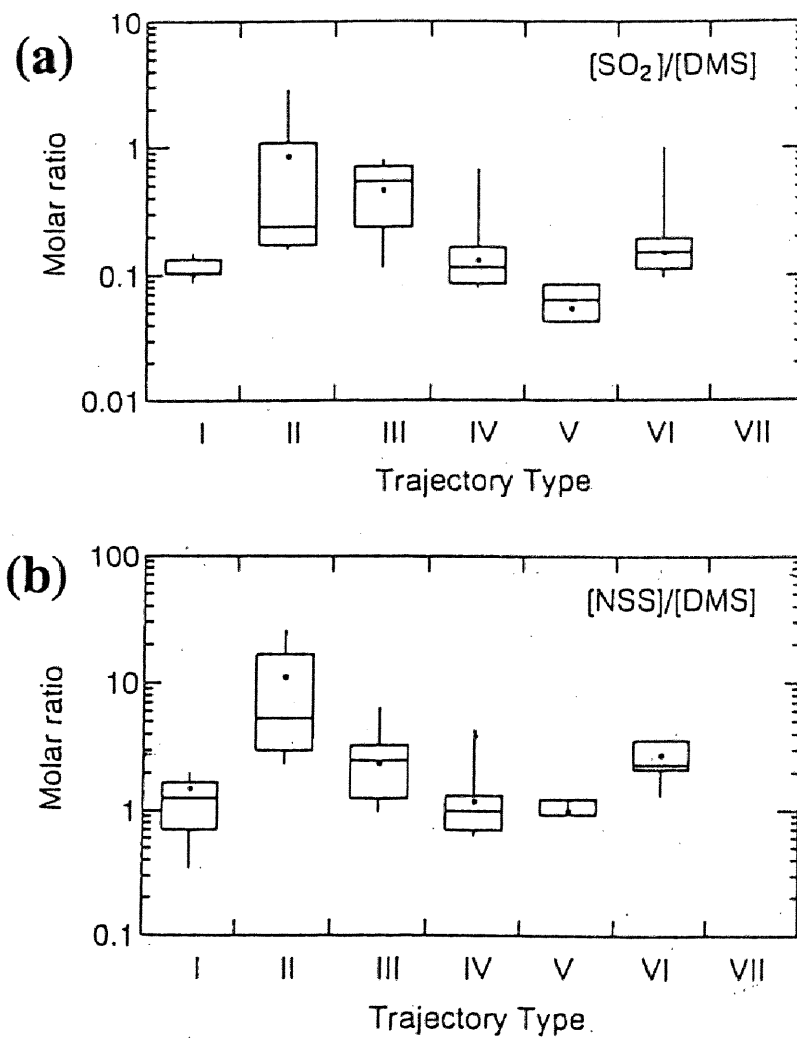 (a)
[SO₂]/[DMS]
10
1
0.1
0.01
Molar ratio
I II III IV V VI VII
Trajectory Type
(b)
[NSS]/[DMS]
100
10
1
0.1
Molar ratio
I II III IV V VI VII
Trajectory Type